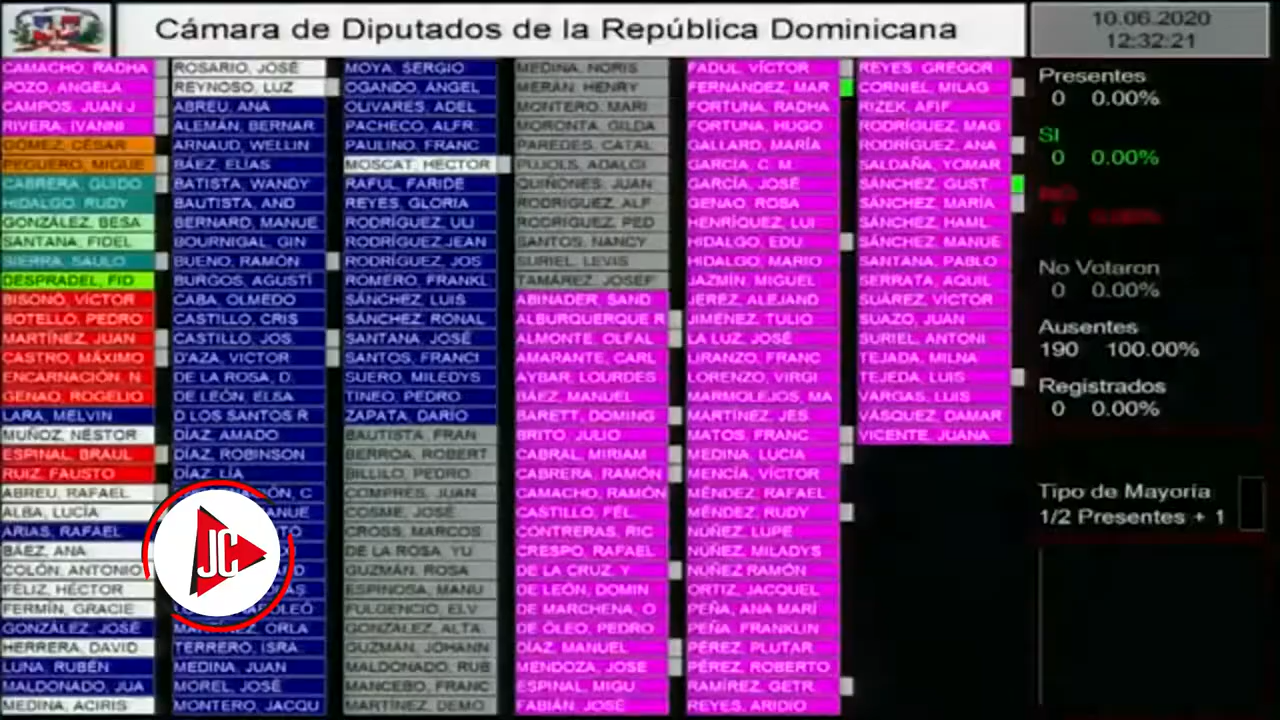 Cámara de Diputados de la República Dominicana
10.06.2020
12:32:21
CAMACHO, RADHA
POZO, ANGELA
CAMPOS, JUAN J
RIVERA, IVANNI
GÓMEZ, CÉSAR
PEGUERO, MIGUE
CABRERA, GUIDO
HIDALGO, RUDY
GONZÁLEZ, BESA
SANTANA, FIDEL
SIERRA, SAULO
DESPRADEL, FID
BISONÓ, VÍCTOR
BOTELLO, PEDRO
MARTÍNEZ, JUAN
CASTRO, MÁXIMO
ENCARNACIÓN, N
GENAO, ROGELIO
LARA, MELVIN
MUÑOZ, NÉSTOR
ESPINAL, BRAUL
RUIZ, FAUSTO
ABREU, RAFAEL
ALBA, LUCÍA
ARIAS, RAFAEL
BÁEZ, ANA
COLÓN, ANTONIO
FÉLIZ, HÉCTOR
FERMÍN, GRACIE
GONZÁLEZ, JOSÉ
HERRERA, DAVID
LUNA, RUBÉN
MALDONADO, JUA
MEDINA, ACIRIS
ROSARIO, JOSÉ
REYNOSO, LUZ
ABREU, ANA
ALEMÁN, BERNAR
ARNAUD, WELLIN
BÁEZ, ELÍAS
BATISTA, WANDY
BAUTISTA, AND
BERNARD, MANUE
BOURNIGAL, GIN
BUENO, RAMÓN
BURGOS, AGUSTÍ
CABA, OLMEDO
CASTILLO, CRIS
CASTILLO, JOS
D'AZA, VICTOR
DE LA ROSA, D.
DE LEÓN, ELSA
D LOS SANTOS R
DÍAZ, AMADO
DÍAZ, ROBINSON
DÍAZ, LÍA
TERRERO, ISRA
MEDINA, JUAN
MOREL, JOSÉ
MONTERO, JACQU
MOYA, SERGIO
OGANDO, ÁNGEL
OLIVARES, ADEL
PACHECO, ALFR.
PAULINO, FRANC
MOSCAT, HECTOR
RAFUL, FARIDE
REYES, GLORIA
RODRÍGUEZ, ULI
RODRÍGUEZ JEAN
RODRÍGUEZ, JOS
ROMERO, FRANKL
SÁNCHEZ, LUIS
SÁNCHEZ, RONAL
SANTANA, JOSÉ
SANTOS, FRANCI
SUERO, MILEDYS
TINEO, PEDRO
ZAPATA, DARÍO
BAUTISTA, FRAN
BERROA, ROBERT
BILLILO, PEDRO
COMPRES, JUAN
COSME, JOSÉ
CROSS, MARCOS
DE LA ROSA, YU
GUZMÁN, ROSA
ESPINOSA, MANU
FULGENCIO, ELV
GONZÁLEZ, ALTA
GUZMÁN, JOHANN
MALDONADO, RUB
MANCEBO, FRANC
MARTÍNEZ, DEMO
MEDINA, NORIS
MERÁN, HENRY
MONTERO, MARI
MORONTA, GILDA
PAREDES, CATAL
PUJOLS, ADALGI
QUIÑONES, JUAN
RODRÍGUEZ, ALF
RODRÍGUEZ, PED
SANTOS, NANCY
SURIEL, LEVIS
TAMÁREZ, JOSEF
ABINADER, SAND
ALBURQUERQUE R
ALMONTE, OLFAL
AMARANTE, CARL
AYBAR, LOURDES
BÁEZ, MANUEL
BARETT, DOMING
BRITO, JULIO
CABRAL, MIRIAM
CABRERA, RAMÓN
CAMACHO, RAMÓN
CASTILLO, FÉL.
CONTRERAS, RIC
CRESPO, RAFAEL
DE LA CRUZ, Y
DE LEÓN, DOMIN
DE MARCHENA, O
DE ÓLEO, PEDRO
DÍAZ, MANUEL
MENDOZA, JOSE
ESPINAL, MIGU
FABIÁN, JOSÉ
FADUL, VÍCTOR
FERNÁNDEZ, MAR
FORTUNA, RADHA
FORTUNA, HUGO
GALLARD, MARÍA
GARCÍA, C. M.
GARCÍA, JOSÉ
GENAO, ROSA
HENRÍQUEZ, LUI
HIDALGO, EDU
HIDALGO, MARIO
JAZMÍN, MIGUEL
JEREZ, ALEJAND
JIMÉNEZ, TULIO
LA LUZ, JOSÉ
LIRANZO, FRANC
LORENZO, VIRGI
MARMOLEJOS, MA
MARTÍNEZ, JES.
MATOS, FRANC
MEDINA, LUCIA
MENCÍA, VÍCTOR
MÉNDEZ, RAFAEL
MÉNDEZ, RUDY
NÚÑEZ, LUPE
NÚÑEZ, MILADYS
NÚÑEZ RAMÓN
ORTIZ, JACQUEL
PEÑA, ANA MARÍ
PEÑA, FRANKLIN
PÉREZ, PLUTAR
PÉREZ, ROBERTO
RAMÍREZ, GETR.
REYES, ARIDIO
REYES, GREGOR
CORNIEL, MILAG
RIZEK, AFIF
RODRÍGUEZ, MAG
RODRÍGUEZ, ANA
SALDAÑA, YOMAR
SÁNCHEZ, GUST
SÁNCHEZ, MARÍA
SÁNCHEZ, HAML
SÁNCHEZ, MANUE
SANTANA, PABLO
SERRATA, AQUIL
SUÁREZ, VÍCTOR
SUAZO, JUAN
SURIEL, ANTONI
TEJADA, MILNA
TEJEDA, LUIS
VARGAS, LUIS
VÁSQUEZ, DAMAR
VICENTE, JUANA
Presentes
0 0.00%
SI
0 0.00%
No Votaron
0 0.00%
Ausentes
190 100.00%
Registrados
0 0.00%
Tipo de Mayoría
1/2 Presentes + 1
JC